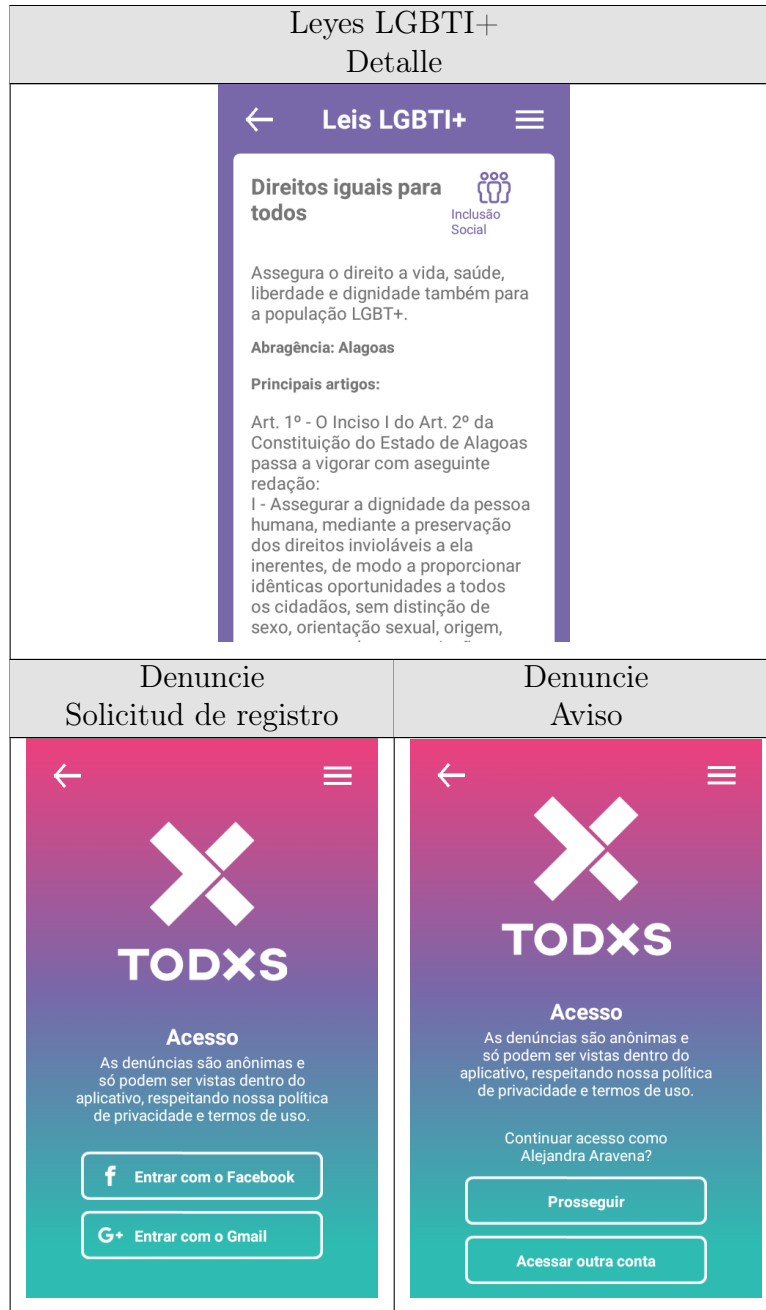 Leyes LGBTI+
Detalle
Leis LGBTI+
Direitos iguais para
todos
Inclusão
Social
Assegura o direito a vida, saúde,
liberdade e dignidade também para
a população LGBT+.
Abragência: Alagoas
Principais artigos:
Art. 1º - O Inciso I do Art. 2º da
Constituição do Estado de Alagoas
passa a vigorar com aseguinte
redação:
I - Assegurar a dignidade da pessoa
humana, mediante a preservação
dos direitos invioláveis a ela
inerentes, de modo a proporcionar
idênticas oportunidades a todos
os cidadãos, sem distinção de
sexo, orientação sexual, origem,
Denuncie
Solicitud de registro
TODXS
Acesso
As denúncias são anônimas e
só podem ser vistas dentro do
aplicativo, respeitando nossa política
de privacidade e termos de uso.
f Entrar com o Facebook
G+ Entrar com o Gmail
Denuncie
Aviso
TODXS
Acesso
As denúncias são anônimas e
só podem ser vistas dentro do
aplicativo, respeitando nossa política
de privacidade e termos de uso.
Continuar acesso como
Alejandra Aravena?
Prosseguir
Acessar outra conta